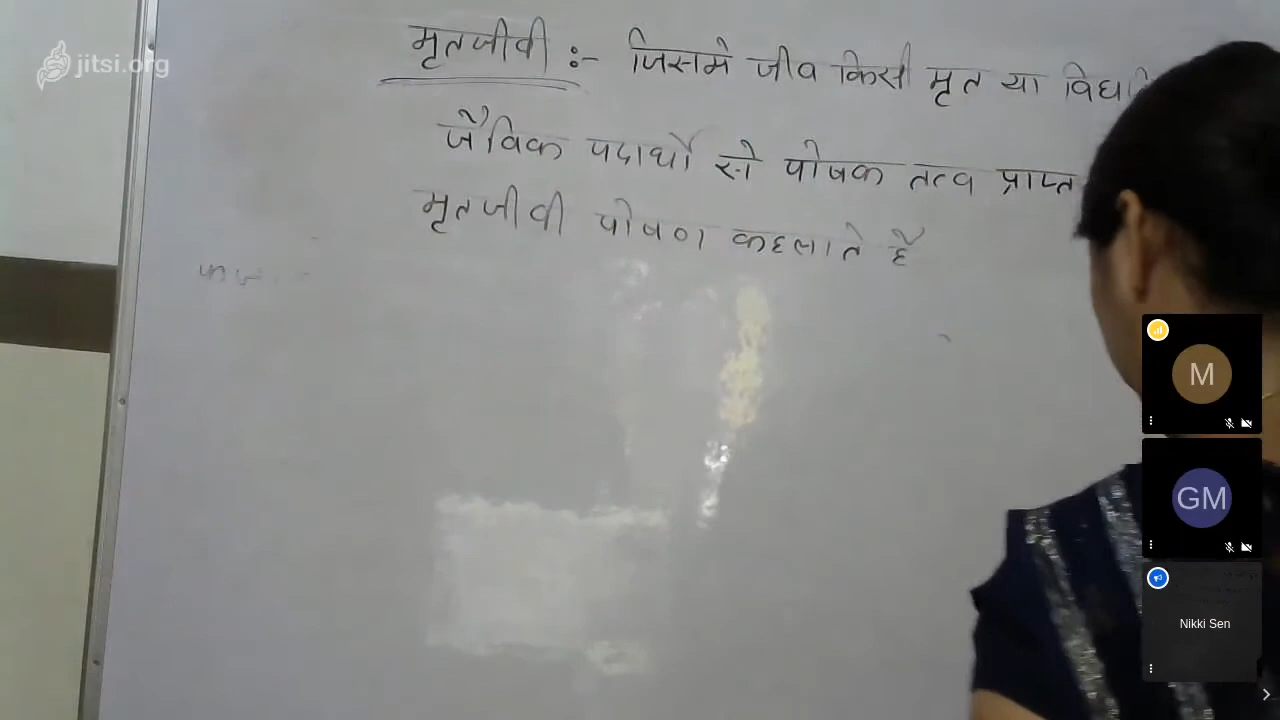 jitsi.org
मृतजीवी :- जिसमे जीव किसी मृत या
जैविक पदार्थो से पोषक तत्व प्राप्त
मृतजीवी पोषण कहलाते है
M
GM
Nikki Sen